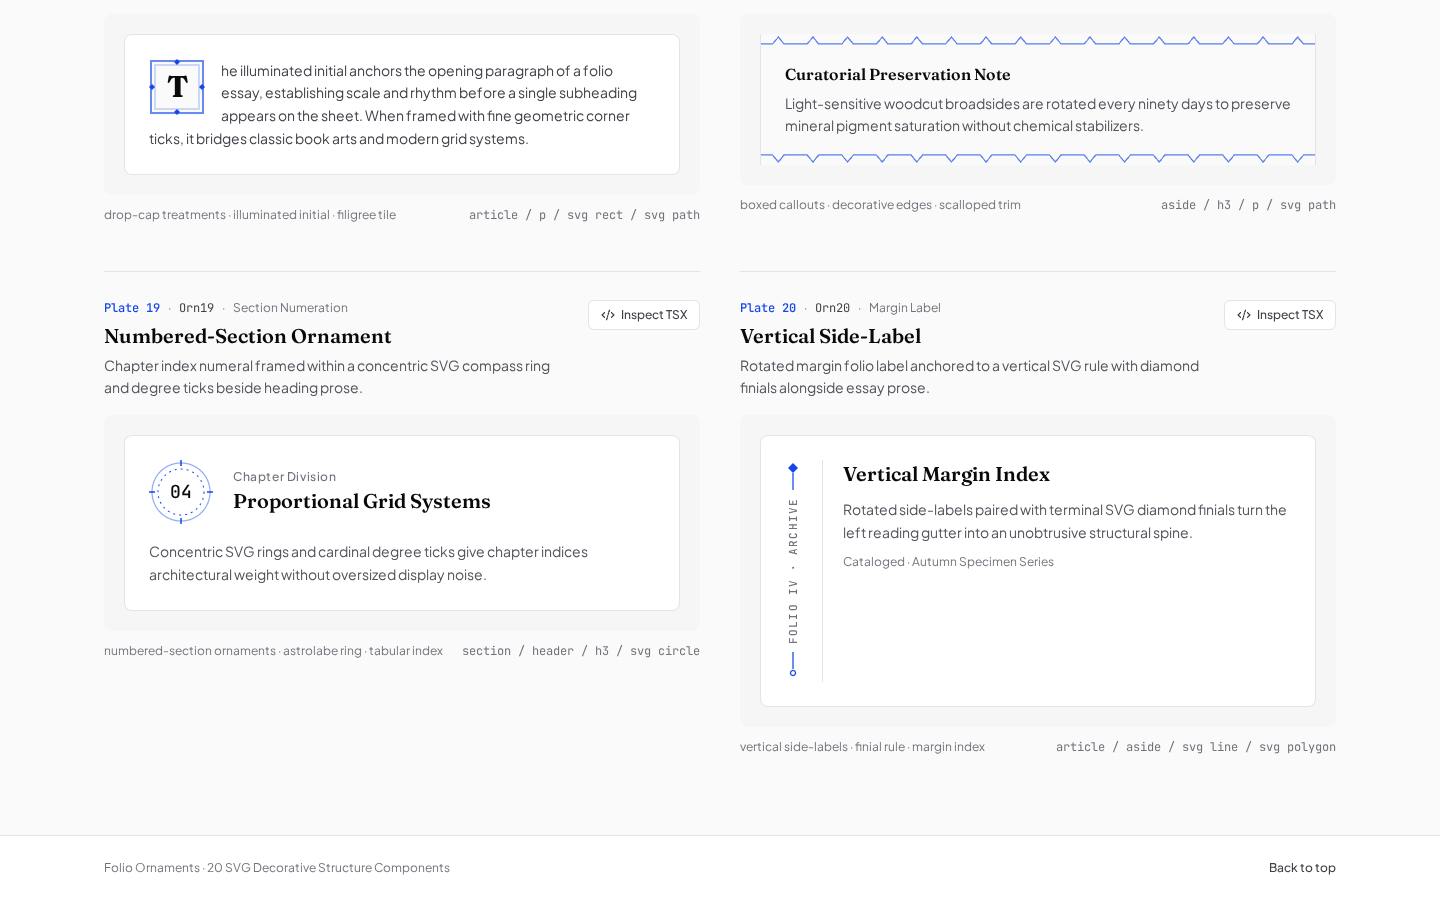 T
he illuminated initial anchors the opening paragraph of a folio
essay, establishing scale and rhythm before a single subheading
appears on the sheet. When framed with fine geometric corner
ticks, it bridges classic book arts and modern grid systems.
drop-cap treatments · illuminated initial · filigree tile
article / p / svg rect / svg path
Curatorial Preservation Note
Light-sensitive woodcut broadsides are rotated every ninety days to preserve
mineral pigment saturation without chemical stabilizers.
boxed callouts · decorative edges · scalloped trim
aside / h3 / p / svg path
Plate 19 · Orn19 · Section Numeration
Inspect TSX
Numbered-Section Ornament
Chapter index numeral framed within a concentric SVG compass ring
and degree ticks beside heading prose.
04
Chapter Division
Proportional Grid Systems
Concentric SVG rings and cardinal degree ticks give chapter indices
architectural weight without oversized display noise.
numbered-section ornaments · astrolabe ring · tabular index
section / header / h3 / svg circle
Plate 20 · Orn20 · Margin Label
Inspect TSX
Vertical Side-Label
Rotated margin folio label anchored to a vertical SVG rule with diamond
finials alongside essay prose.
FOLIO IV · ARCHIVE
Vertical Margin Index
Rotated side-labels paired with terminal SVG diamond finials turn the
left reading gutter into an unobtrusive structural spine.
Cataloged · Autumn Specimen Series
vertical side-labels · finial rule · margin index
article / aside / svg line / svg polygon
Folio Ornaments · 20 SVG Decorative Structure Components
Back to top